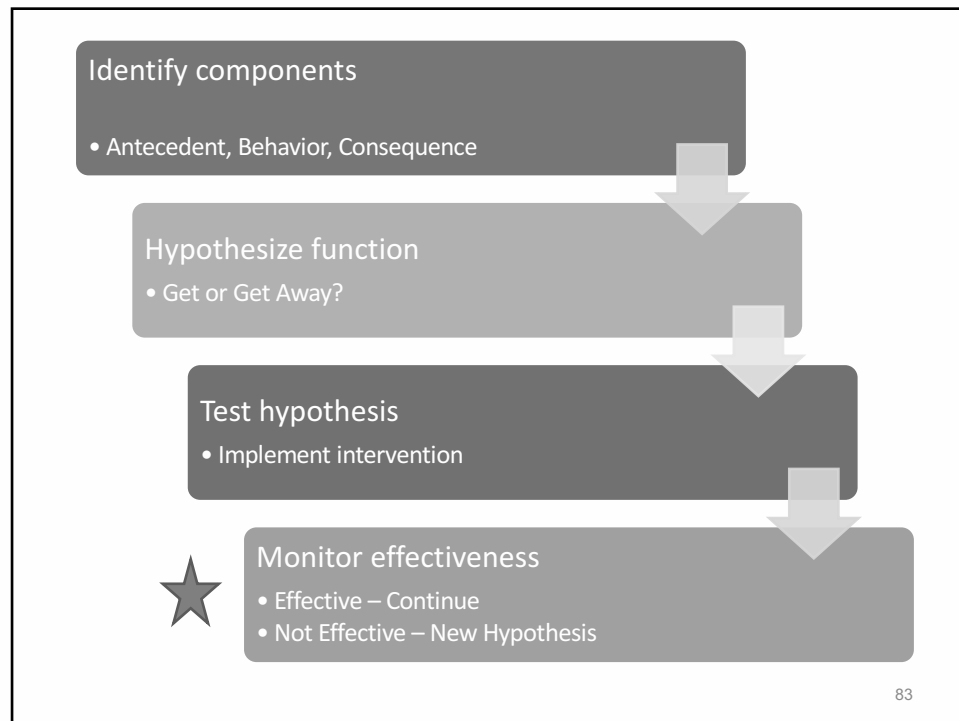 Identify components
• Antecedent, Behavior, Consequence
Hypothesize function
• Get or Get Away?
Test hypothesis
• Implement intervention
Monitor effectiveness
• Effective – Continue
• Not Effective – New Hypothesis
83